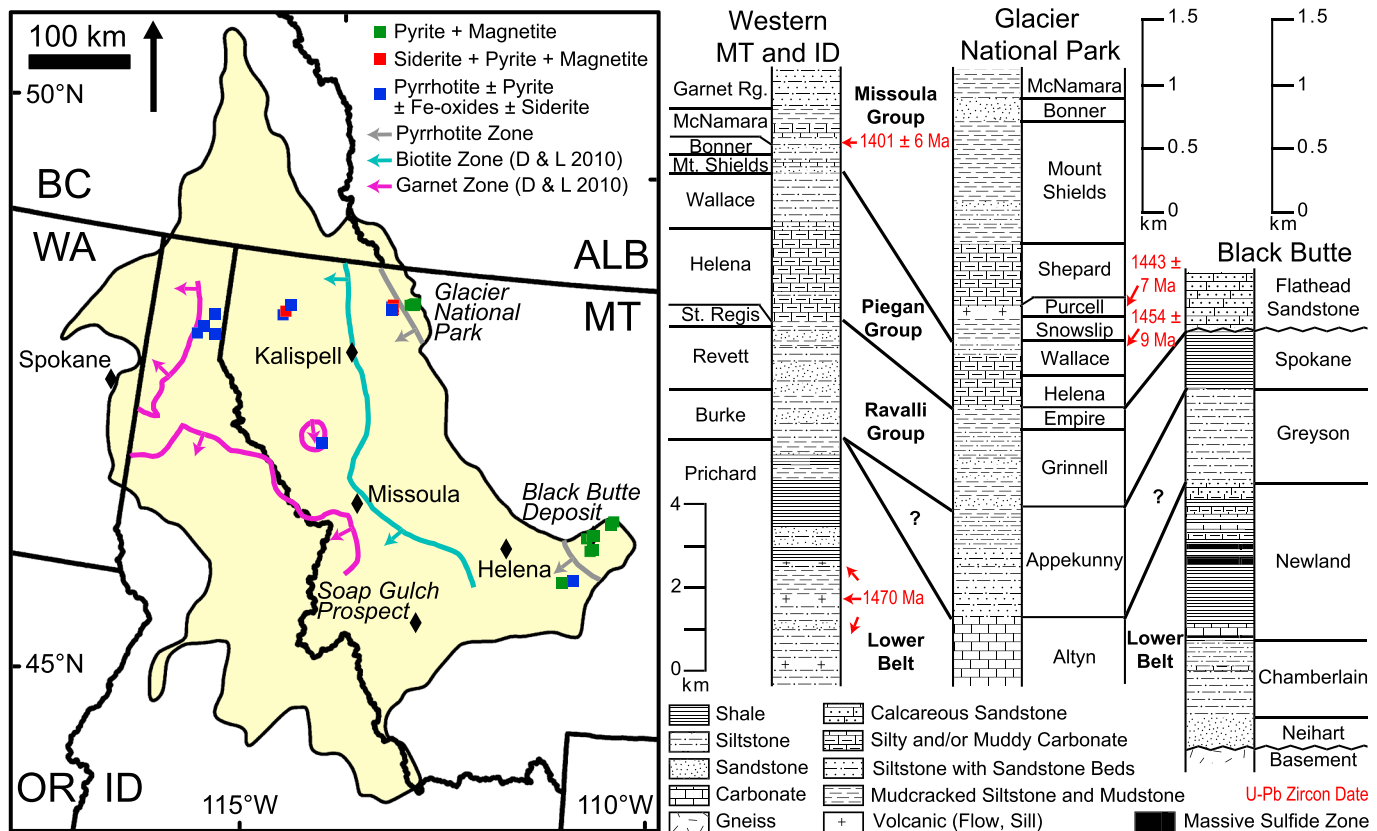 100 km
50°N
BC
WA
ALB
MT
Pyrite + Magnetite
Siderite + Pyrite + Magnetite
Pyrrhotite ± Pyrite
± Fe-oxides ± Siderite
Pyrrhotite Zone
Biotite Zone (D & L 2010)
Garnet Zone (D & L 2010)
Glacier
National
Park
Kalispell
Spokane
Missoula
Black Butte
Deposit
Helena
Soap Gulch
Prospect
45°N
OR
ID
115°W
110°W
Western
MT and ID
Garnet Rg.
McNamara
Bonner
Mt. Shields
Wallace
Helena
St. Regis
Revett
Burke
Prichard
4
2
0
km
Missoula
Group
1401 ± 6 Ma
Piegan
Group
Ravalli
Group
?
1470 Ma
Lower
Belt
Glacier
National Park
McNamara
Bonner
Mount
Shields
Shepard
Purcell
Snowslip
Wallace
Helena
Empire
Grinnell
Appekunny
Altyn
1443 ±
7 Ma
1454 ±
9 Ma
?
Lower
Belt
1.5
1
0.5
0
km
1.5
1
0.5
0
km
Black Butte
Flathead
Sandstone
Spokane
Greyson
Newland
Chamberlain
Neihart
Basement
Shale
Siltstone
Sandstone
Carbonate
Gneiss
Calcareous Sandstone
Silty and/or Muddy Carbonate
Siltstone with Sandstone Beds
Mudcracked Siltstone and Mudstone
Volcanic (Flow, Sill)
U-Pb Zircon Date
Massive Sulfide Zone